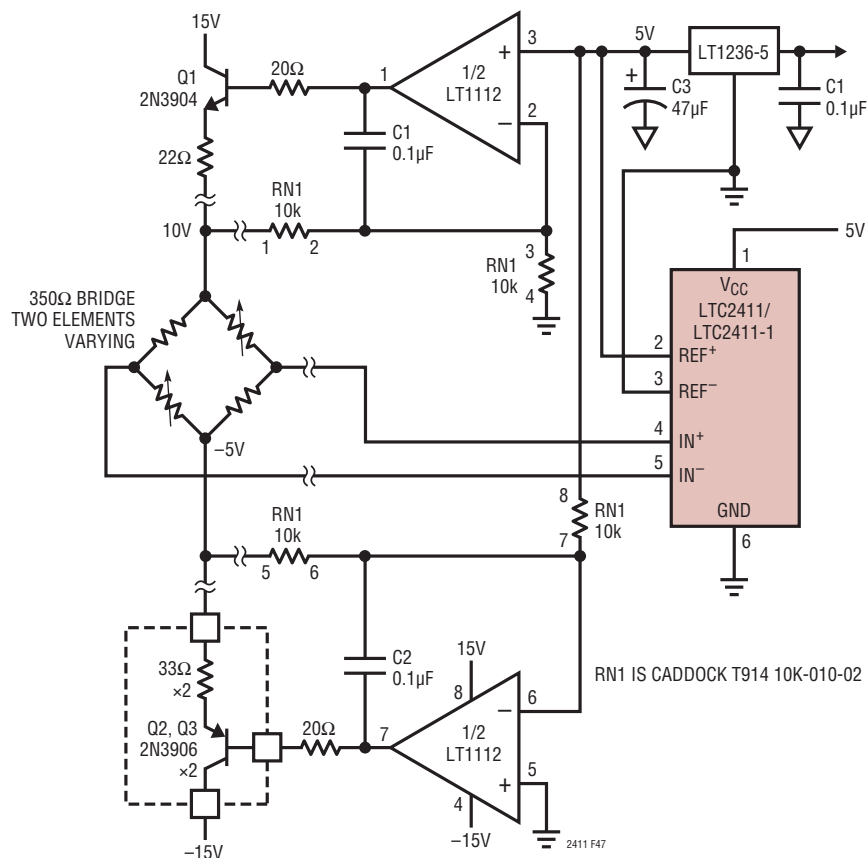 15V
Q1
2N3904
20Ω
1
1/2
LT1112
+
3
−
2
5V
LT1236-5
+
C3
47µF
C1
0.1µF
C1
0.1µF
22Ω
10V
RN1
10k
1
2
RN1
10k
3
4
5V
1
VCC
LTC2411/
LTC2411-1
2
REF+
3
REF−
4
IN+
5
IN−
GND
6
350Ω BRIDGE
TWO ELEMENTS
VARYING
−5V
8
RN1
10k
7
RN1
10k
5
6
33Ω
×2
Q2, Q3
2N3906
×2
20Ω
−15V
C2
0.1µF
7
15V
8
1/2
LT1112
−
6
+
5
4
−15V
RN1 IS CADDOCK T914 10K-010-02
2411 F47